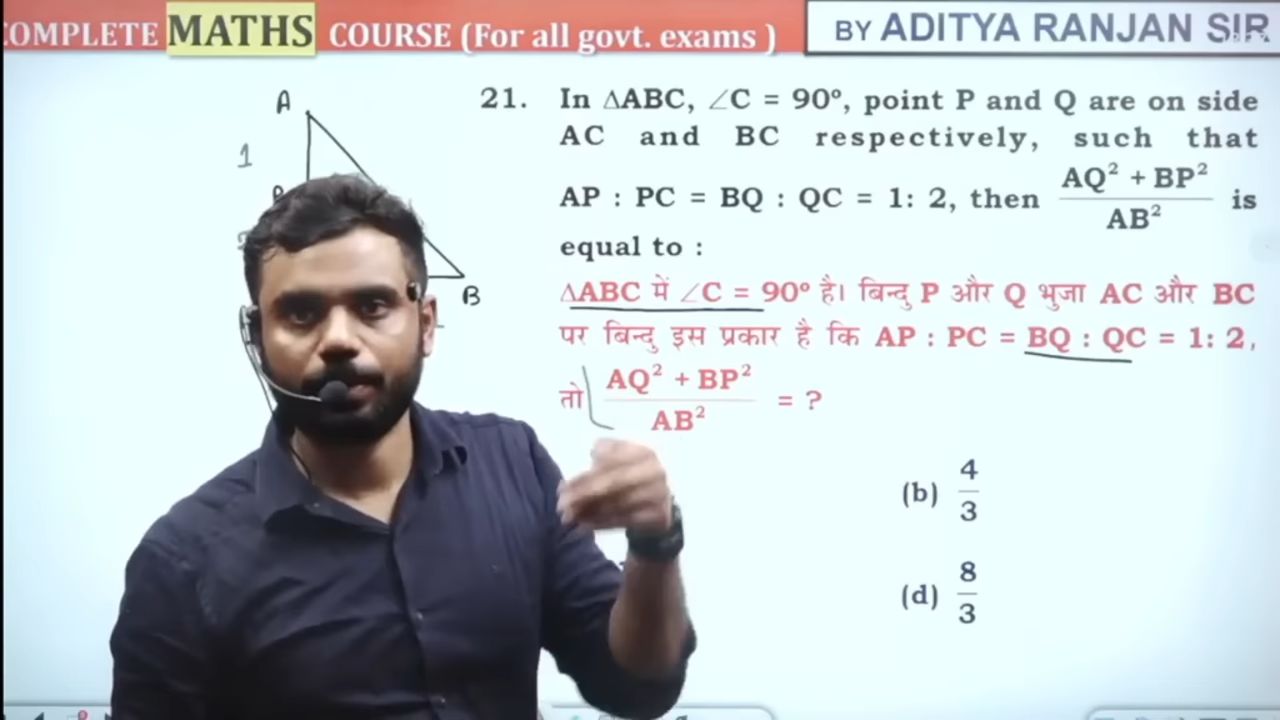 COMPLETE MATHS COURSE (For all govt. exams )
BY ADITYA RANJAN SIR
A
1
B
21. In ΔABC, ∠C = 90º, point P and Q are on side
AC and BC respectively, such that
AP : PC = BQ : QC = 1: 2, then AQ² + BP² / AB² is
equal to :
ΔABC में ∠C = 90º है। बिन्दु P और Q भुजा AC और BC
पर बिन्दु इस प्रकार है कि AP : PC = BQ : QC = 1: 2,
तो AQ² + BP² / AB² = ?
(b) 4/3
(d) 8/3